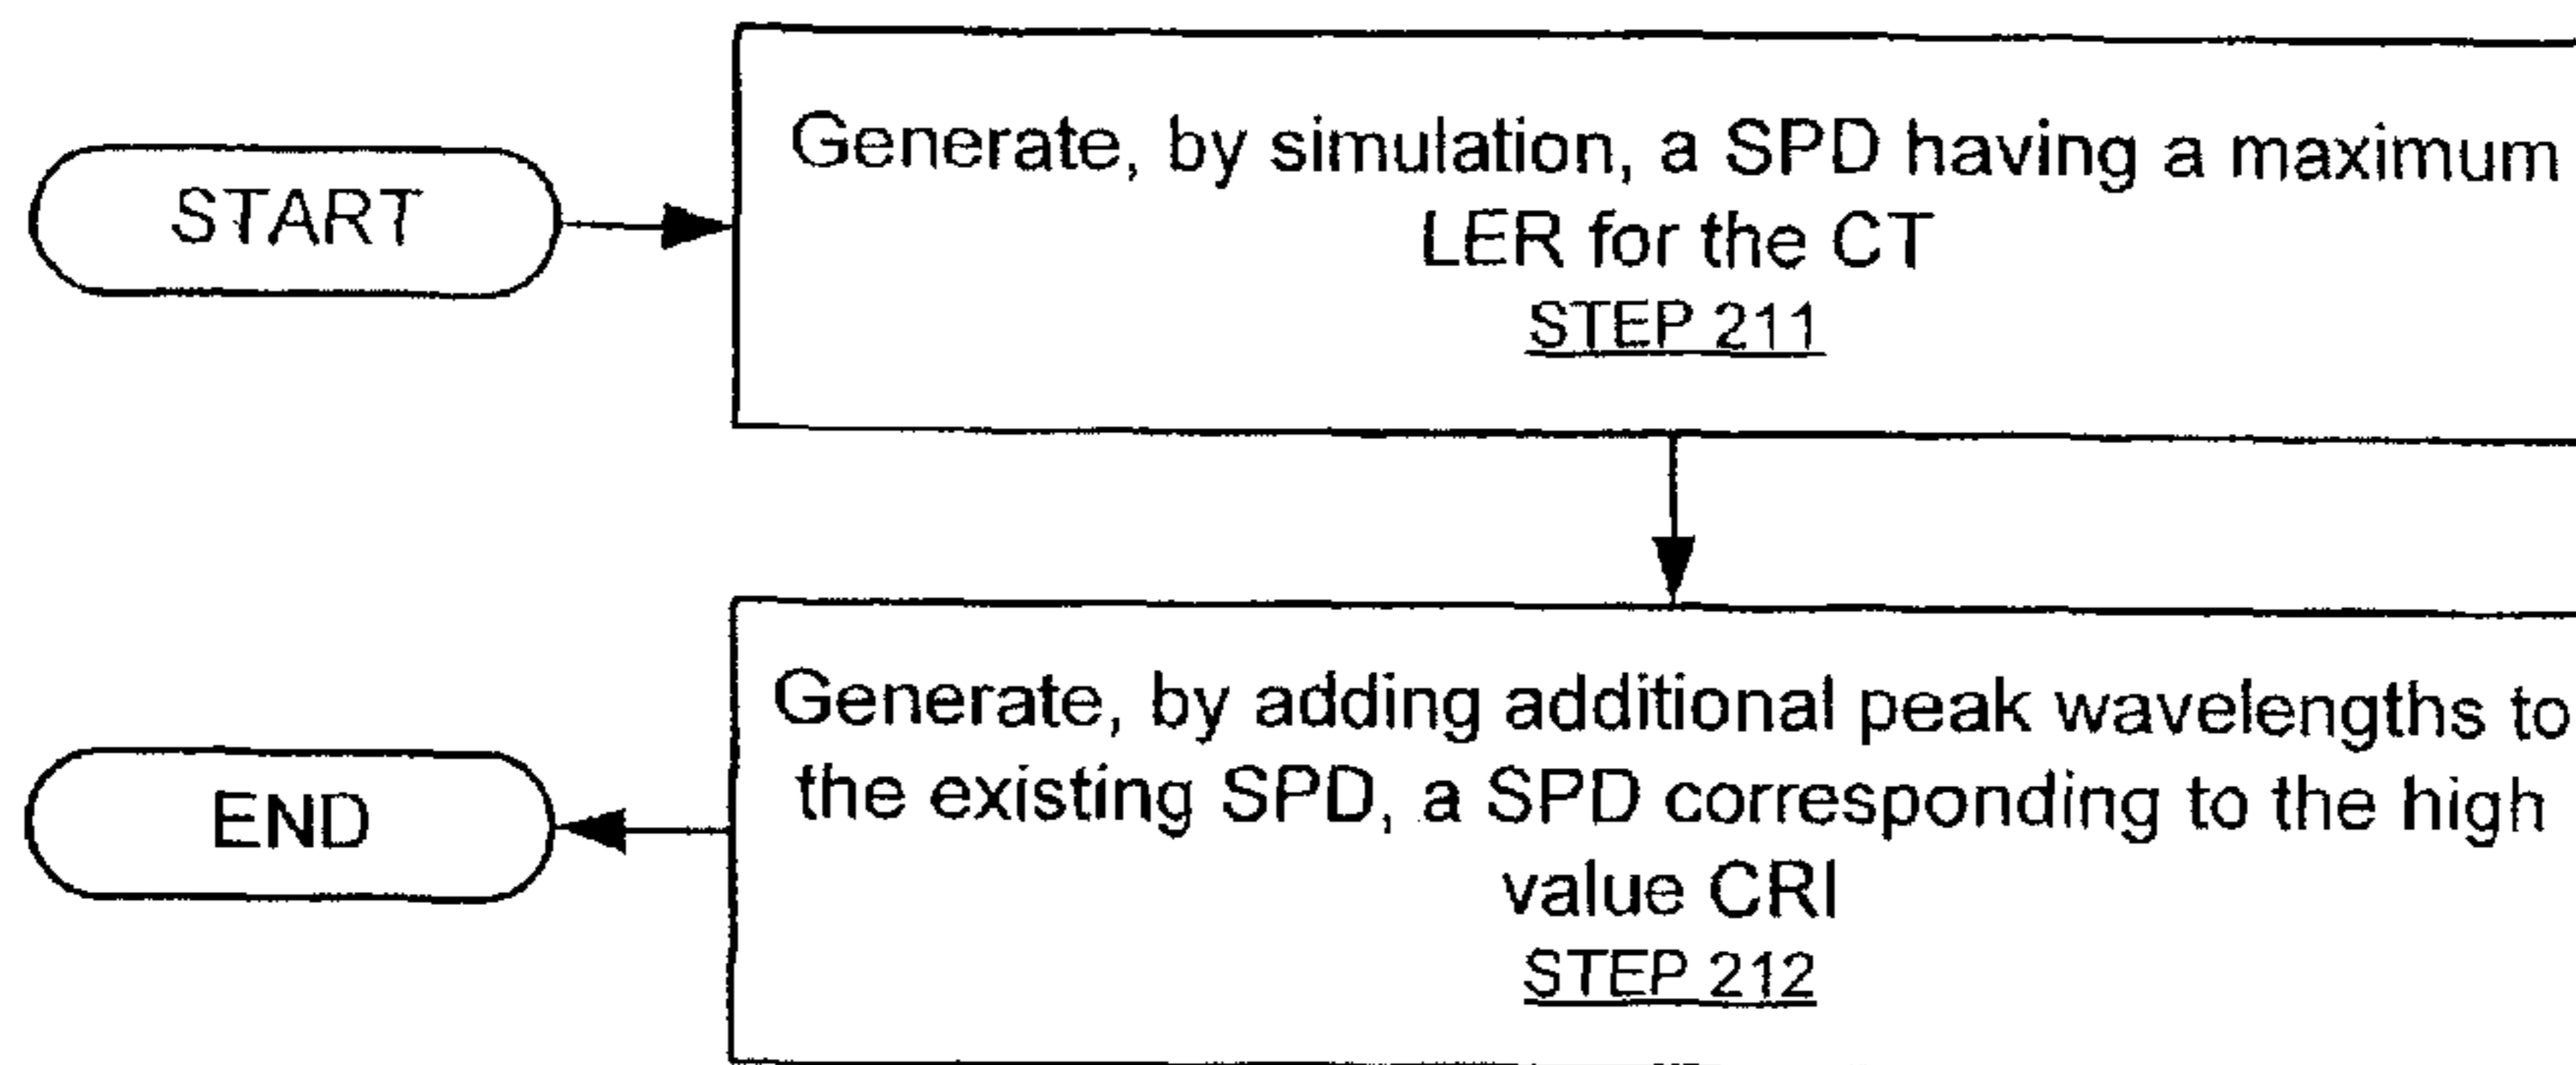 START
Generate, by simulation, a SPD having a maximum
LER for the CT
STEP 211
Generate, by adding additional peak wavelengths to
the existing SPD, a SPD corresponding to the high
value CRI
STEP 212
END